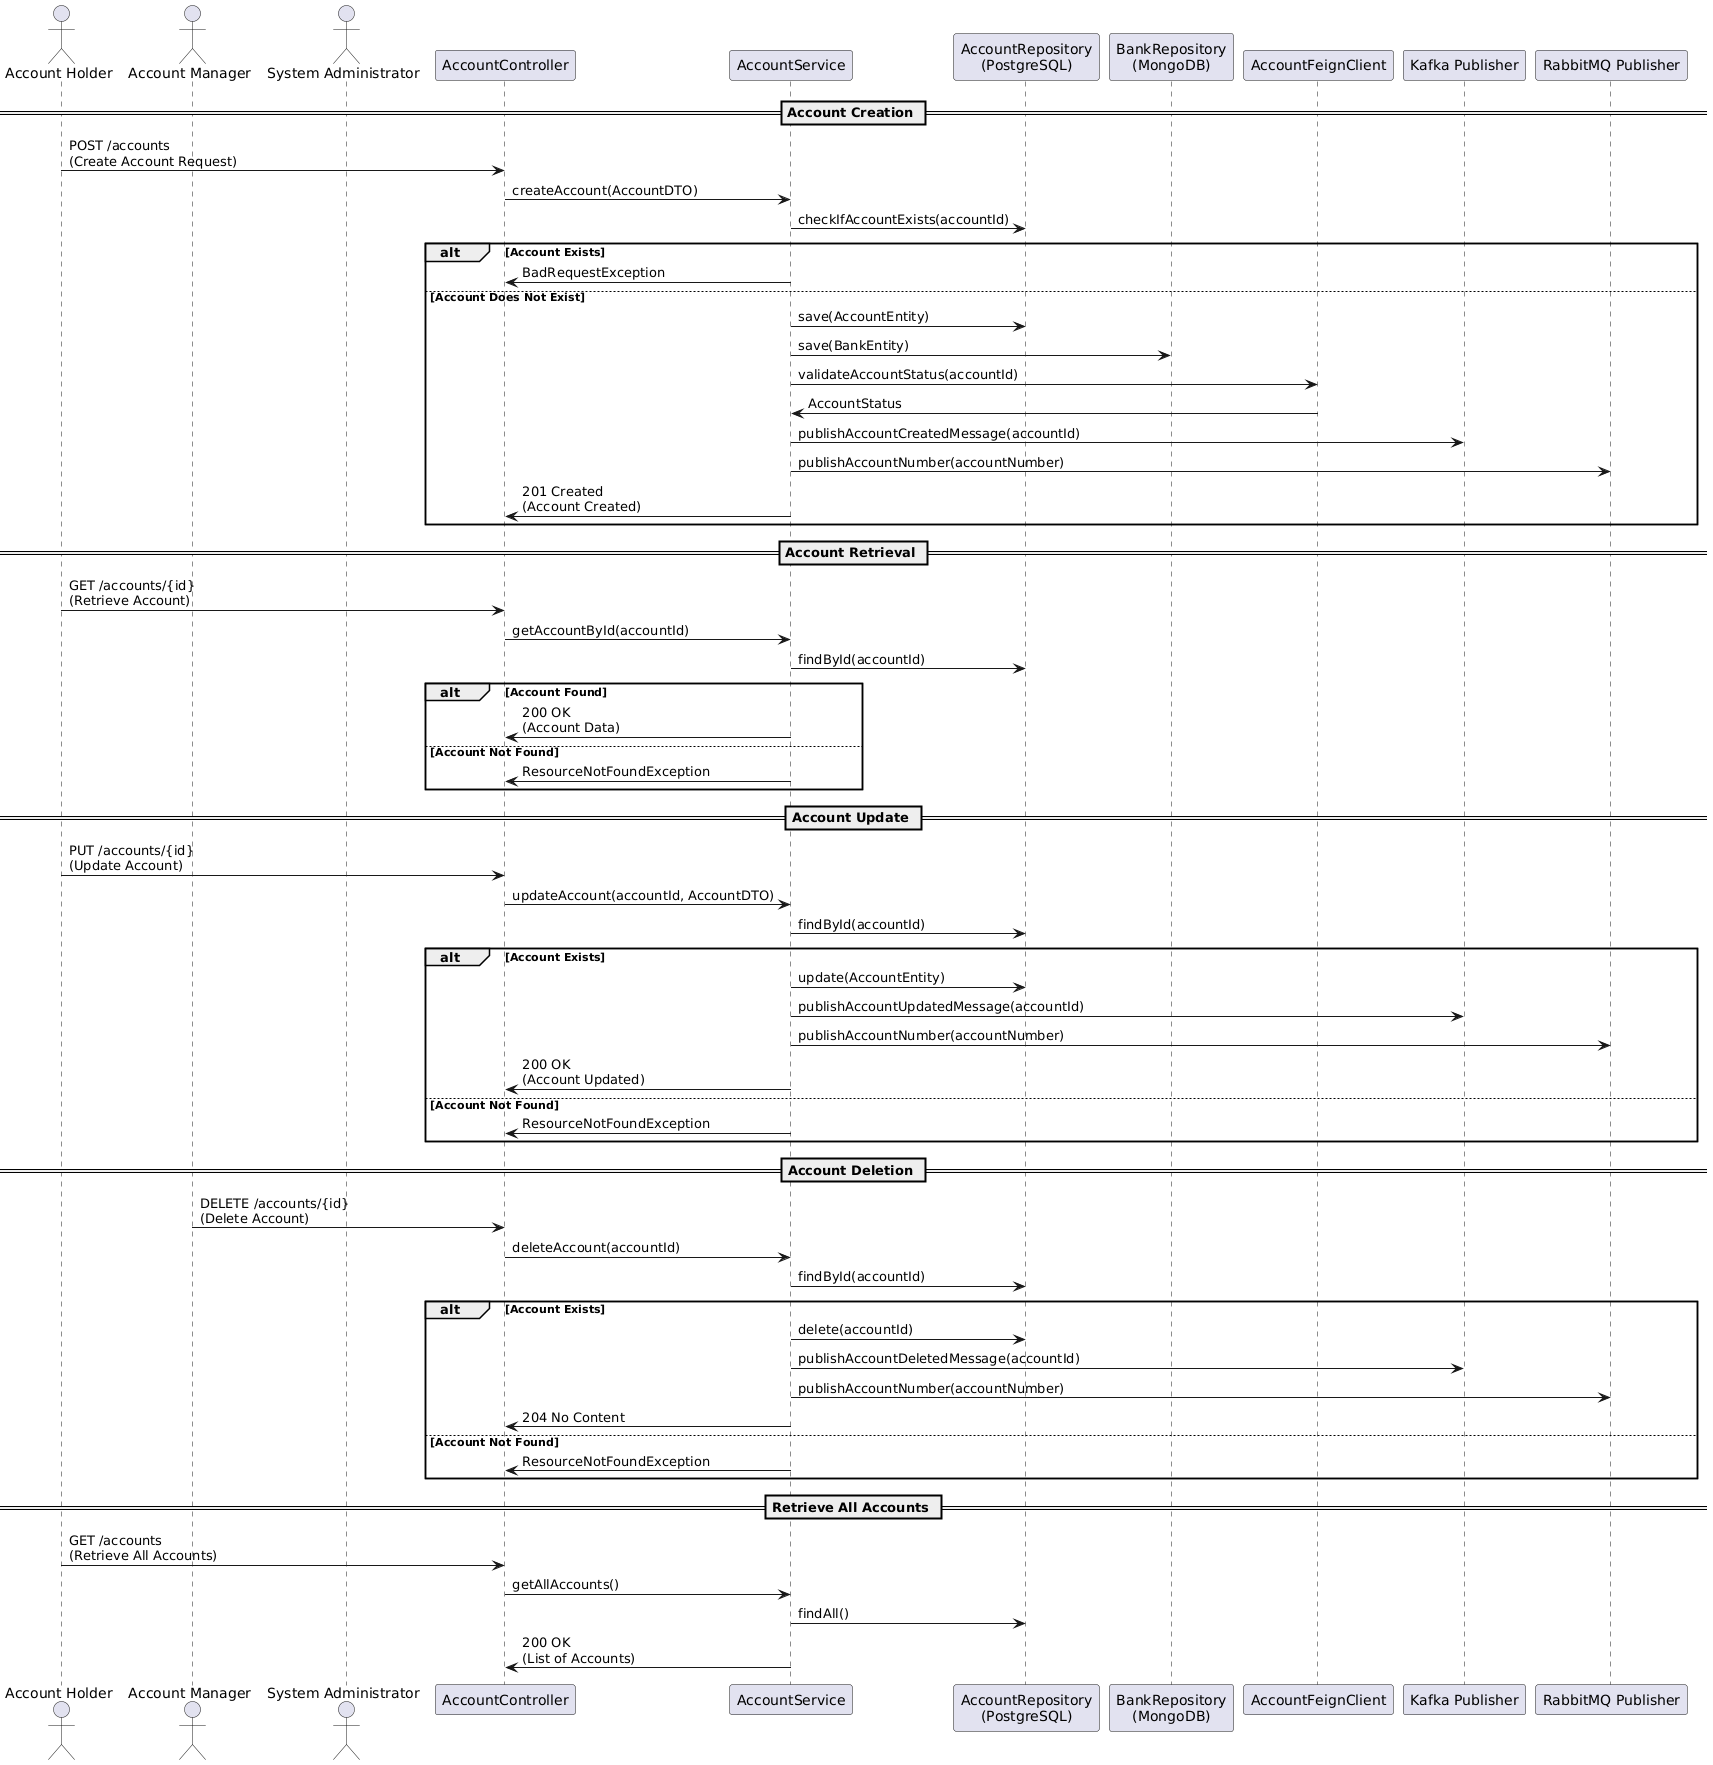 Account Holder
Account Manager
System Administrator
AccountController
AccountService
AccountRepository
(PostgreSQL)
BankRepository
(MongoDB)
AccountFeignClient
Kafka Publisher
RabbitMQ Publisher
Account Creation
POST /accounts
(Create Account Request)
createAccount(AccountDTO)
checkIfAccountExists(accountId)
alt
[Account Exists]
BadRequestException
[Account Does Not Exist]
save(AccountEntity)
save(BankEntity)
validateAccountStatus(accountId)
AccountStatus
publishAccountCreatedMessage(accountId)
publishAccountNumber(accountNumber)
201 Created
(Account Created)
Account Retrieval
GET /accounts/{id}
(Retrieve Account)
getAccountById(accountId)
findById(accountId)
alt
[Account Found]
200 OK
(Account Data)
[Account Not Found]
ResourceNotFoundException
Account Update
PUT /accounts/{id}
(Update Account)
updateAccount(accountId, AccountDTO)
findById(accountId)
alt
[Account Exists]
update(AccountEntity)
publishAccountUpdatedMessage(accountId)
publishAccountNumber(accountNumber)
200 OK
(Account Updated)
[Account Not Found]
ResourceNotFoundException
Account Deletion
DELETE /accounts/{id}
(Delete Account)
deleteAccount(accountId)
findById(accountId)
alt
[Account Exists]
delete(accountId)
publishAccountDeletedMessage(accountId)
publishAccountNumber(accountNumber)
204 No Content
[Account Not Found]
ResourceNotFoundException
Retrieve All Accounts
GET /accounts
(Retrieve All Accounts)
getAllAccounts()
findAll()
200 OK
(List of Accounts)
Account Holder
Account Manager
System Administrator
AccountController
AccountService
AccountRepository
(PostgreSQL)
BankRepository
(MongoDB)
AccountFeignClient
Kafka Publisher
RabbitMQ Publisher